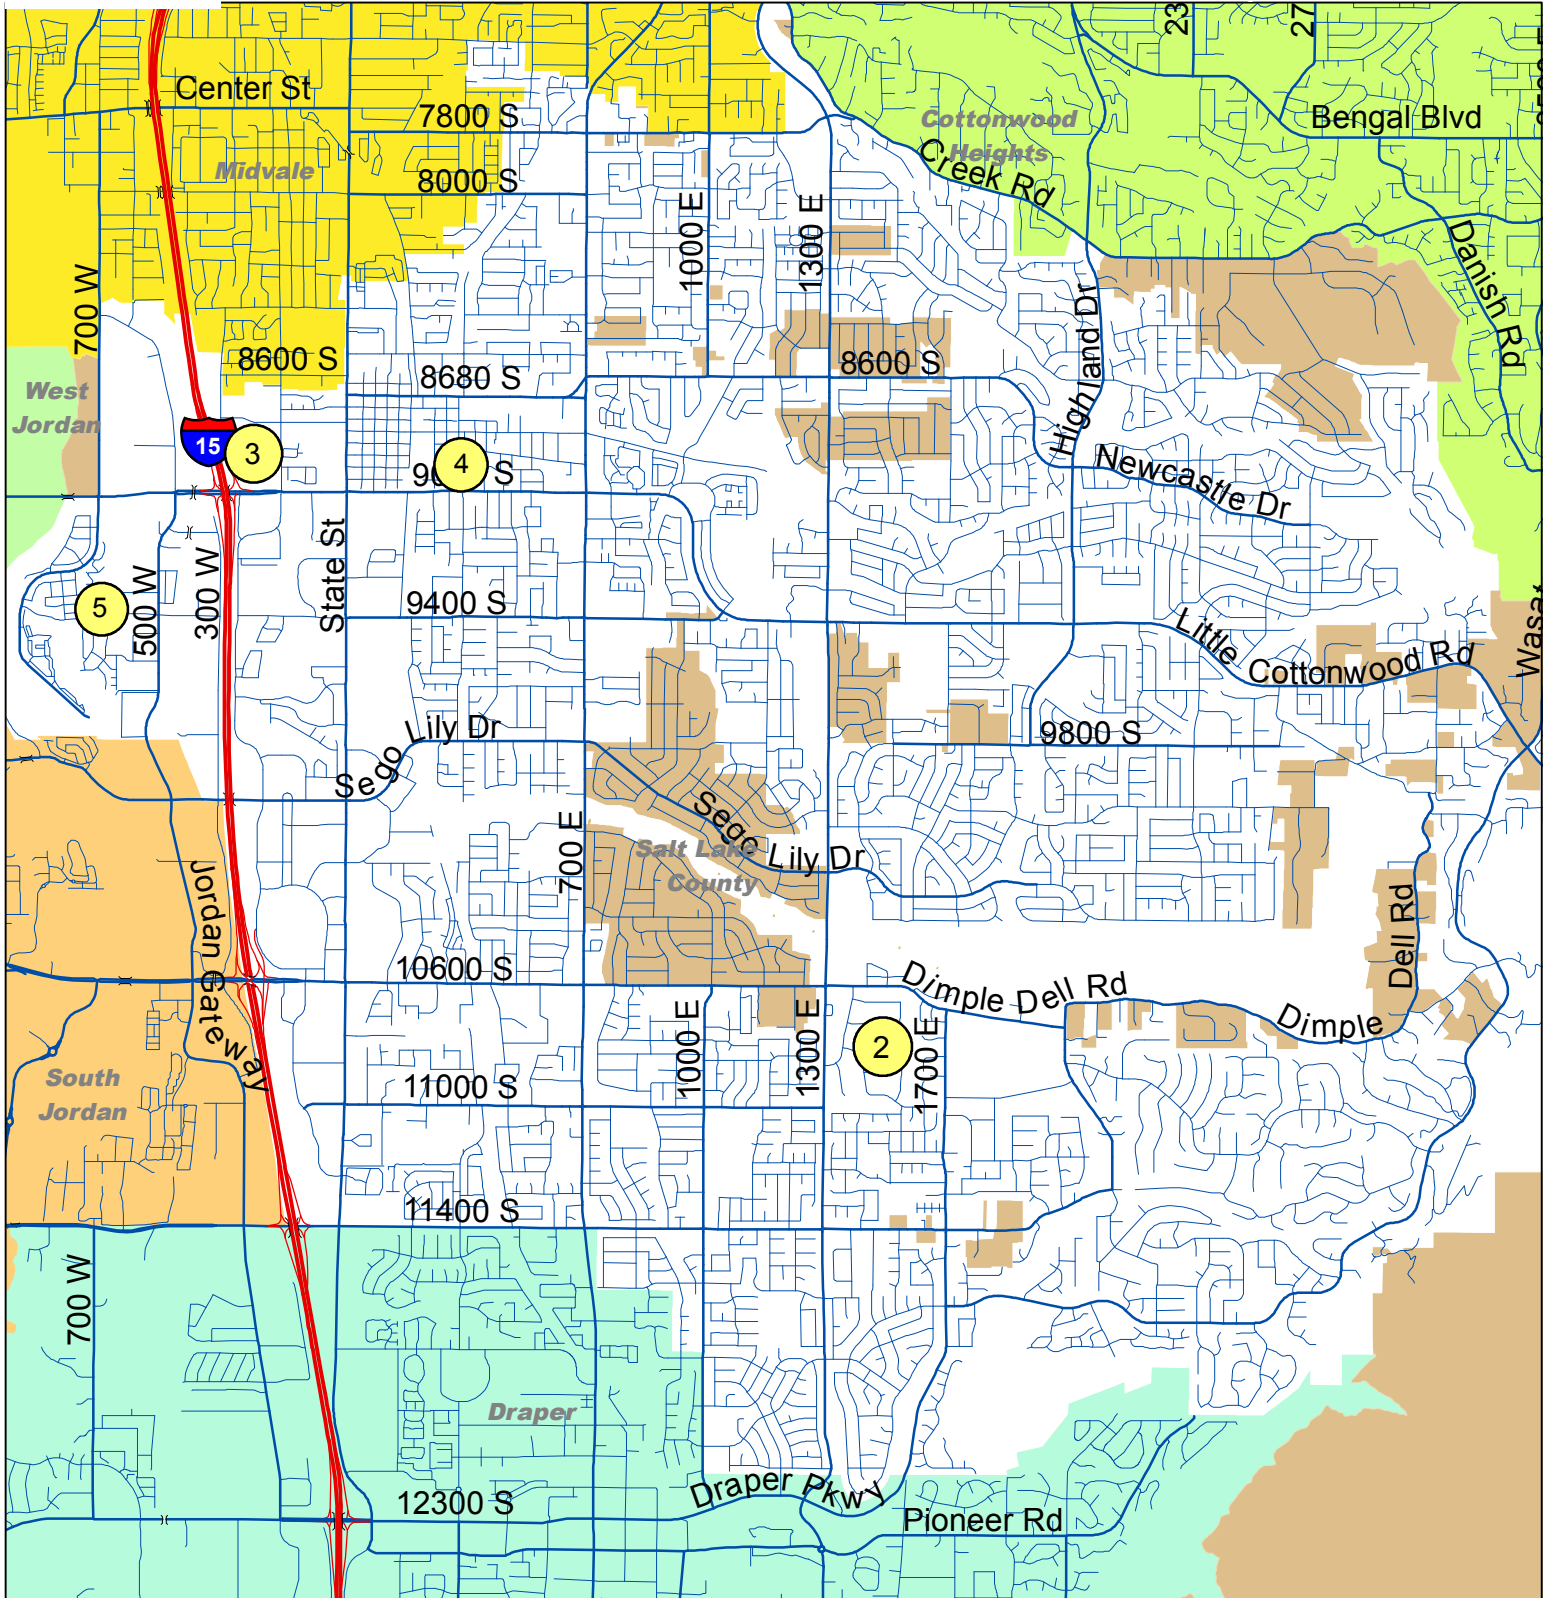 23
27
Center St
7800 S
Bengal Blvd
Cottonwood
Heights
Midvale
8000 S
Creek Rd
1000 E
1300 E
Danish Rd
700 W
Highland Dr
8600 S
8680 S
8600 S
West
Jordan
15
3
4
S
Newcastle Dr
State St
300 W
500 W
5
9400 S
Little
Cottonwood Rd
Wasat
Sego
Lily Dr
9800 S
Sego
Lily Dr
700 E
Salt Lake
County
Jordan Gateway
Dell Rd
10600 S
Dimple Dell Rd
Dimple
1000 E
1300 E
2
1700 E
South
Jordan
11000 S
11400 S
700 W
Draper
12300 S
Draper Pkwy
Pioneer Rd